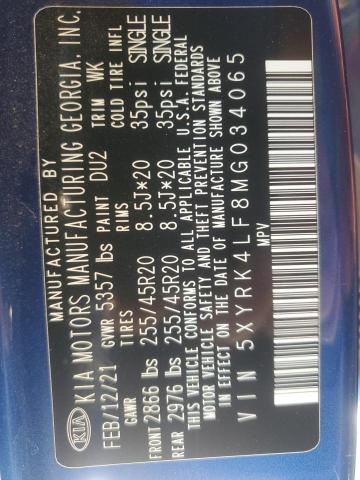 MANUFACTURED BY
KIA KIA MOTORS MANUFACTURING GEORGIA, INC.
FEB/12/21 PAINT DU2 TRIM WK
GVWR 5357 lbs
GAWR TIRES RIMS COLD TIRE INFL
FRONT 2866 lbs 255/45R20 8.5J*20 35psi SINGLE
REAR 2976 lbs 255/45R20 8.5J*20 35psi SINGLE
THIS VEHICLE CONFORMS TO ALL APPLICABLE U.S.A. FEDERAL
MOTOR VEHICLE SAFETY AND THEFT PREVENTION STANDARDS
IN EFFECT ON THE DATE OF MANUFACTURE SHOWN ABOVE
VIN 5XYRK4LF8MG034065
MPV